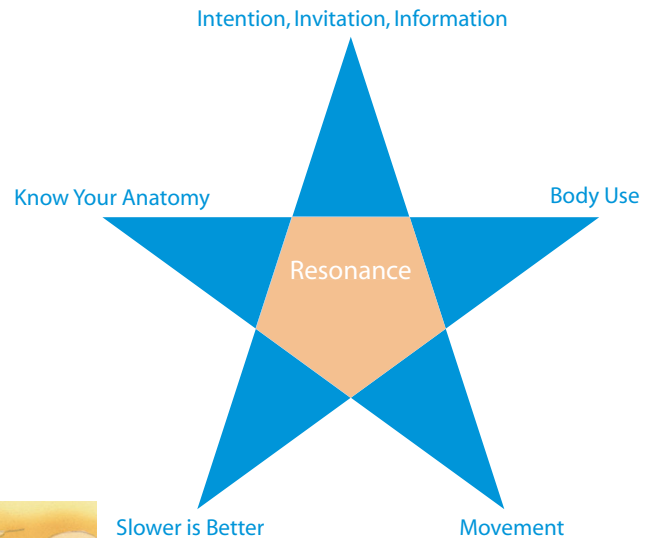 Intention, Invitation, Information
Know Your Anatomy
Body Use
Resonance
Slower is Better
Movement